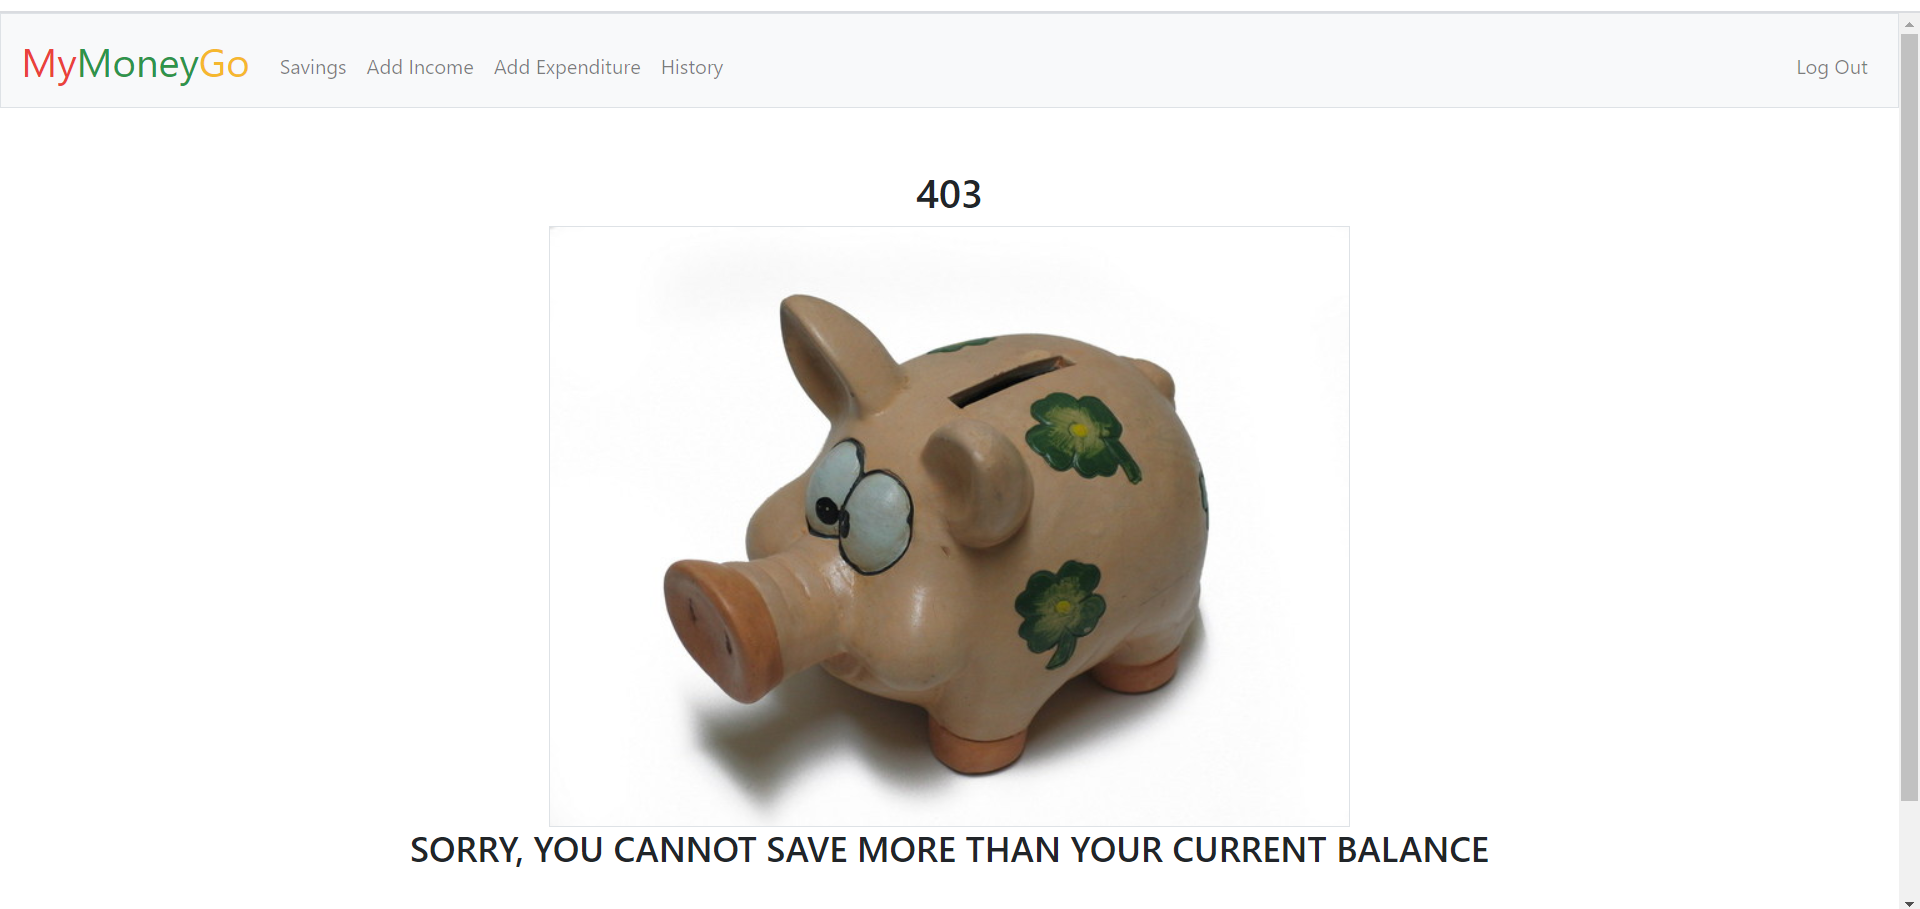 MyMoneyGo Savings Add Income Add Expenditure History Log Out
403
SORRY, YOU CANNOT SAVE MORE THAN YOUR CURRENT BALANCE